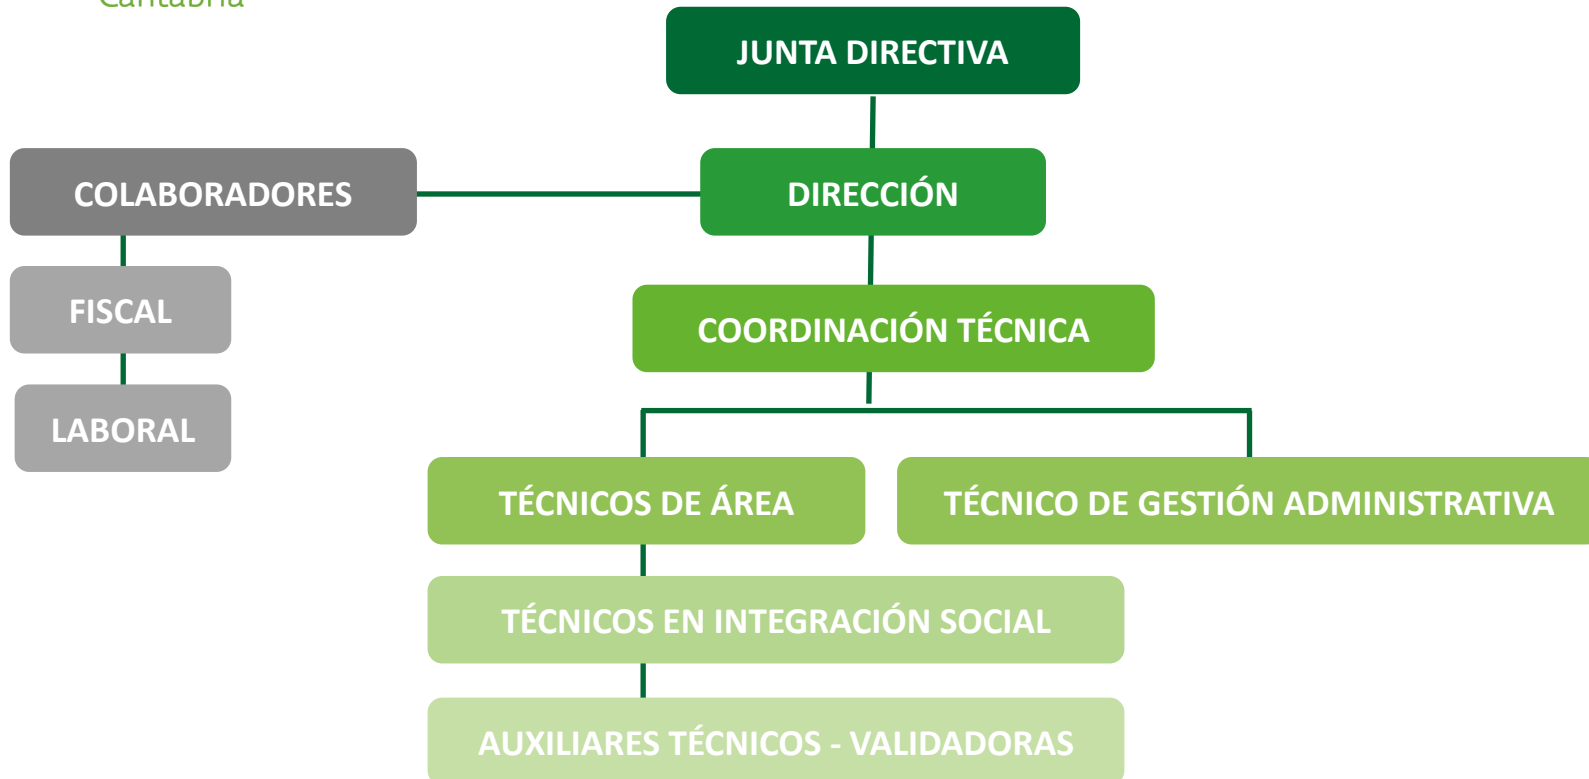 Cantabria
JUNTA DIRECTIVA
COLABORADORES
DIRECCIÓN
FISCAL
COORDINACIÓN TÉCNICA
LABORAL
TÉCNICOS DE ÁREA
TÉCNICO DE GESTIÓN ADMINISTRATIVA
TÉCNICOS EN INTEGRACIÓN SOCIAL
AUXILIARES TÉCNICOS - VALIDADORAS